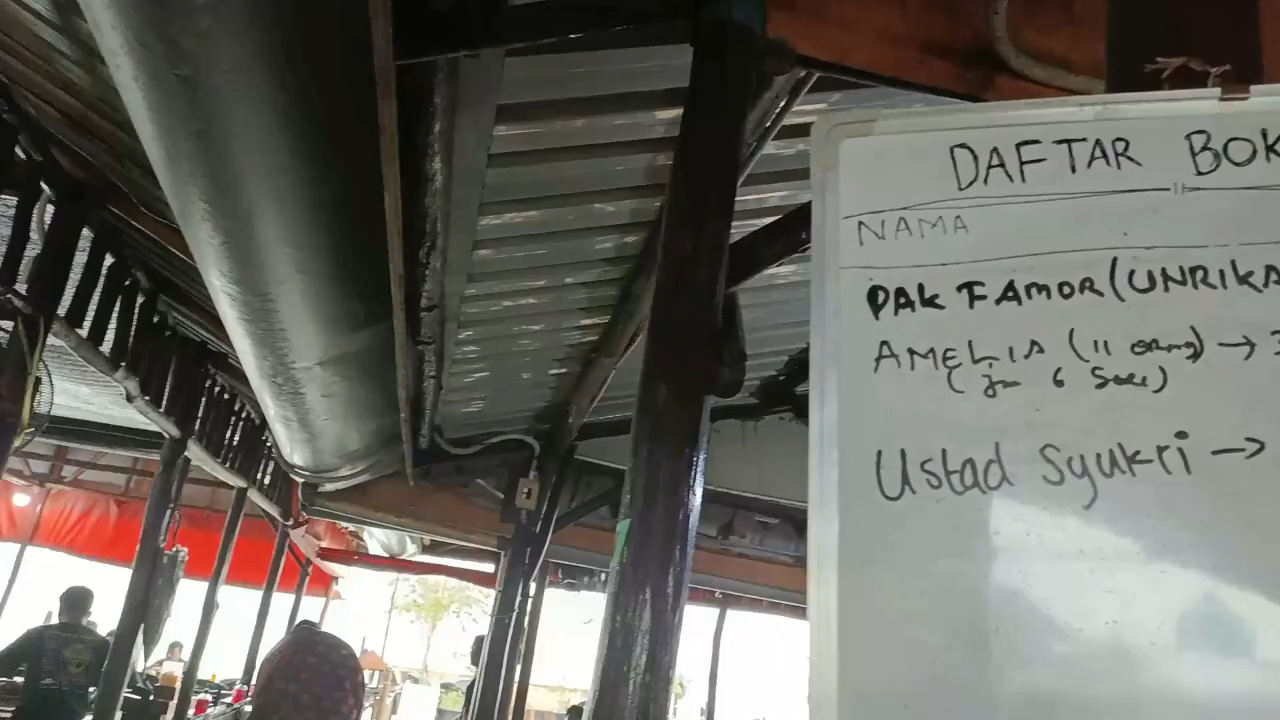 DAFTAR BOK
NAMA
PAK FAMOR (UNRIKA
AMELIA (11 ORANG) →
( Jam 6 Sore)
Ustad Syukri →